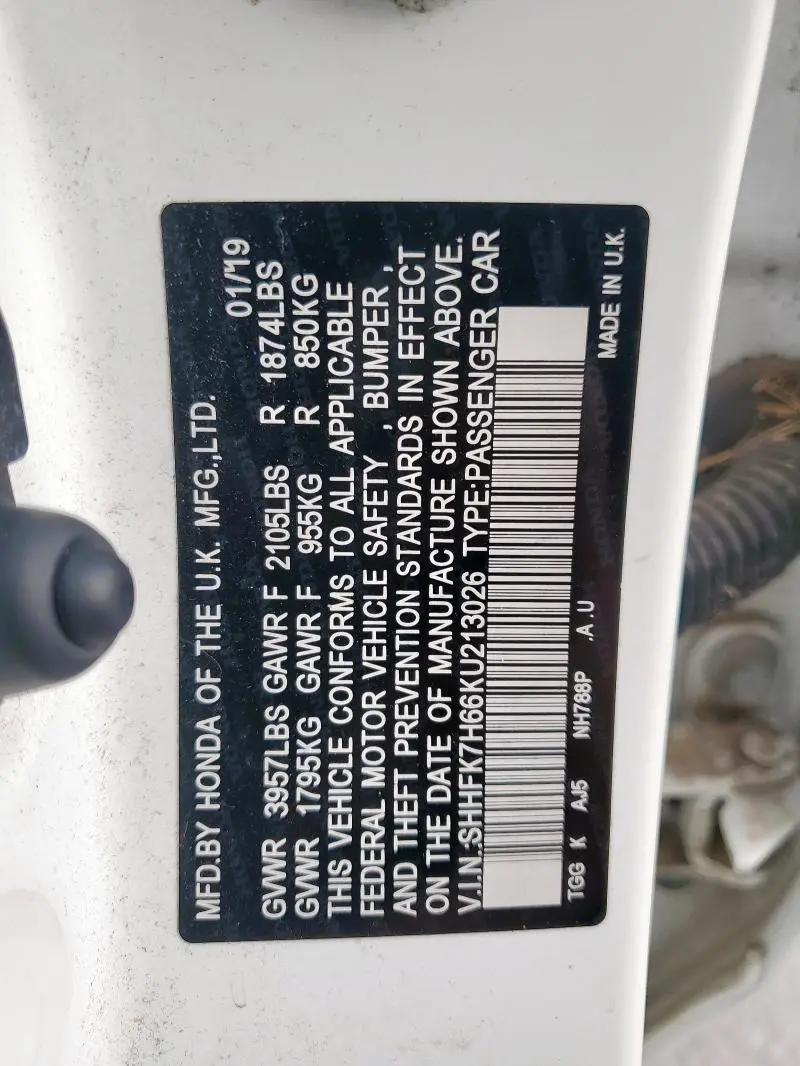 MFD.BY HONDA OF THE U.K. MFG.,LTD. 01/19
GVWR 3957LBS GAWR F 2105LBS R 1874LBS
GVWR 1795KG GAWR F 955KG R 850KG
THIS VEHICLE CONFORMS TO ALL APPLICABLE
FEDERAL MOTOR VEHICLE SAFETY , BUMPER ,
AND THEFT PREVENTION STANDARDS IN EFFECT
ON THE DATE OF MANUFACTURE SHOWN ABOVE.
V.I.N.:SHHFK7H66KU213026 TYPE:PASSENGER CAR
TGG K AJ5 NH788P .A.U MADE IN U.K.